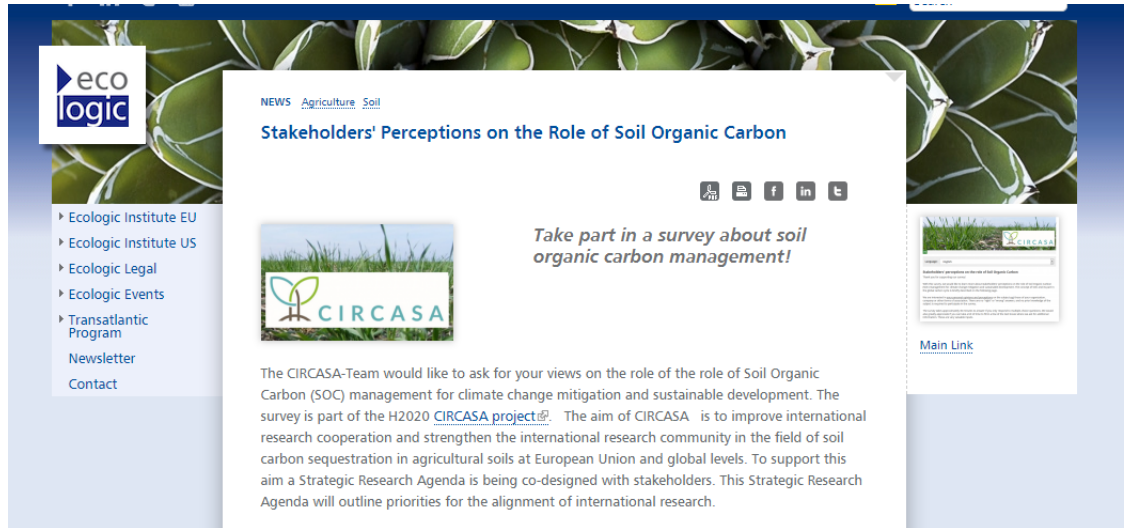 eco
logic
NEWS Agriculture Soil
Stakeholders' Perceptions on the Role of Soil Organic Carbon
Take part in a survey about soil
organic carbon management!
CIRCASA
Ecologic Institute EU
Ecologic Institute US
Ecologic Legal
Ecologic Events
Transatlantic
Program
Newsletter
Contact
The CIRCASA-Team would like to ask for your views on the role of the role of Soil Organic
Carbon (SOC) management for climate change mitigation and sustainable development. The
survey is part of the H2020 CIRCASA project. The aim of CIRCASA is to improve international
research cooperation and strengthen the international research community in the field of soil
carbon sequestration in agricultural soils at European Union and global levels. To support this
aim a Strategic Research Agenda is being co-designed with stakeholders. This Strategic Research
Agenda will outline priorities for the alignment of international research.
CIRCASA
Main Link